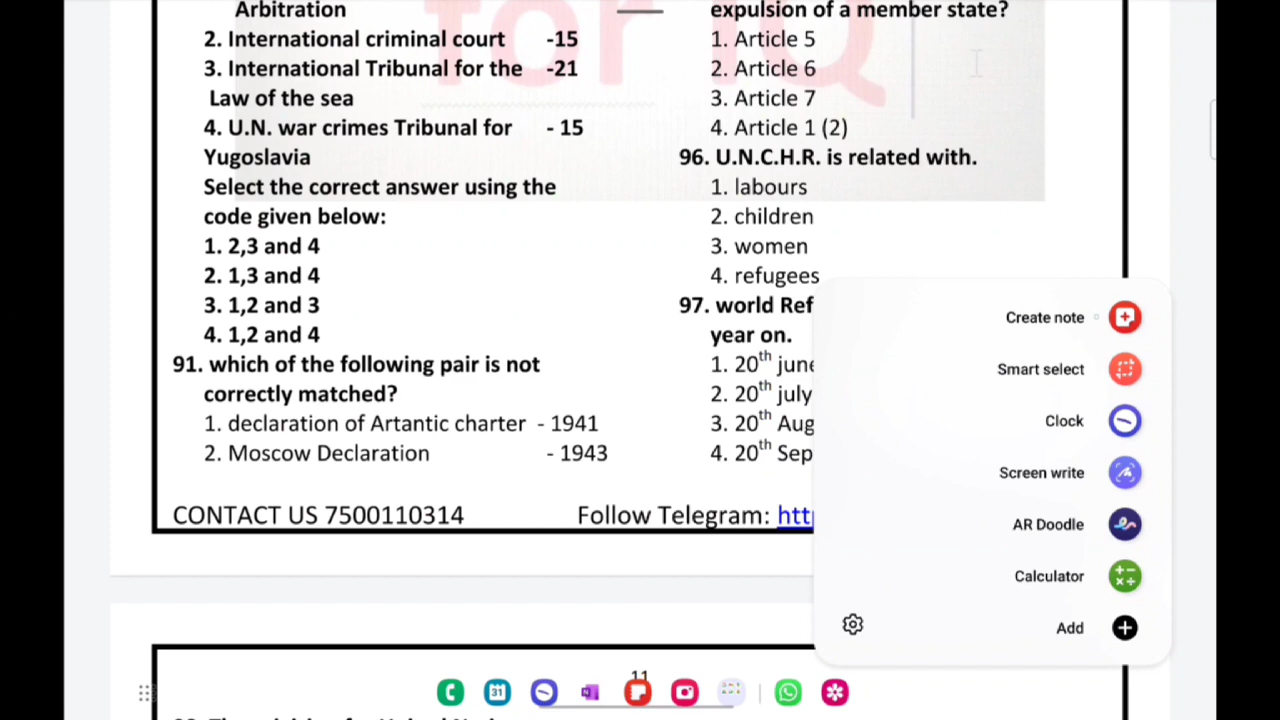 Arbitration
2. International criminal court -15
3. International Tribunal for the -21
Law of the sea
4. U.N. war crimes Tribunal for - 15
Yugoslavia
Select the correct answer using the
code given below:
1. 2,3 and 4
2. 1,3 and 4
3. 1,2 and 3
4. 1,2 and 4
91. which of the following pair is not
correctly matched?
1. declaration of Artantic charter - 1941
2. Moscow Declaration - 1943
expulsion of a member state?
1. Article 5
2. Article 6
3. Article 7
4. Article 1 (2)
96. U.N.C.H.R. is related with.
1. labours
2. children
3. women
4. refugees
97. world Ref
year on.
1. 20th june
2. 20th july
3. 20th Aug
4. 20th Sep
for IQ
CONTACT US 7500110314 Follow Telegram: htt
Create note
Smart select
Clock
Screen write
AR Doodle
Calculator
Add
11
31